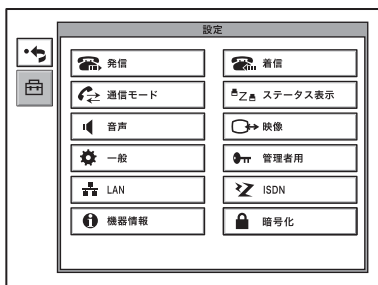 設定
発信
着信
通信モード
ステータス表示
音声
映像
一般
管理者用
LAN
ISDN
機器情報
暗号化